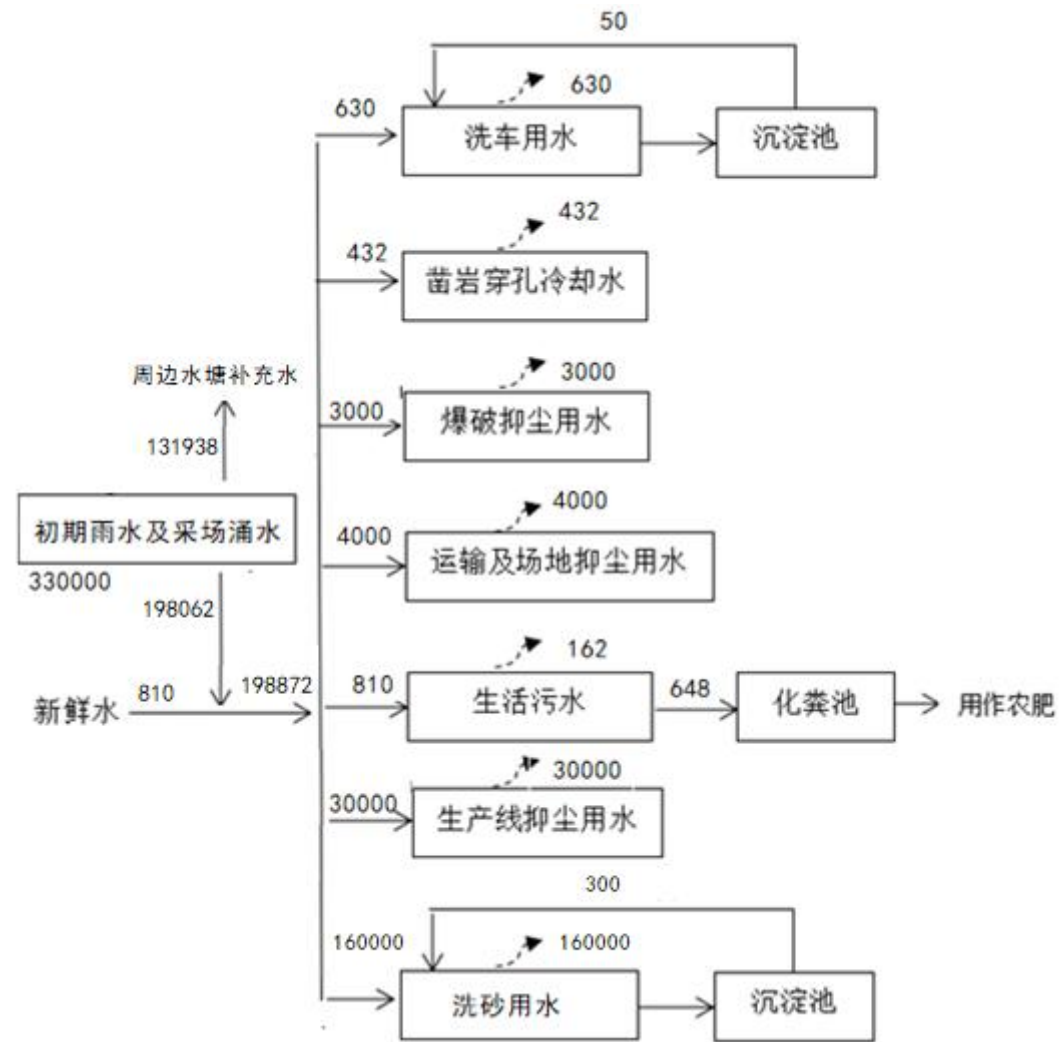 50
630
630
洗车用水
沉淀池
432
432
凿岩穿孔冷却水
周边水塘补充水
3000
3000
爆破抑尘用水
131938
初期雨水及采场涌水
4000
4000
运输及场地抑尘用水
330000
198062
162
新鲜水
810
198872
810
生活污水
648
化粪池
用作农肥
30000
30000
生产线抑尘用水
300
160000
160000
洗砂用水
沉淀池